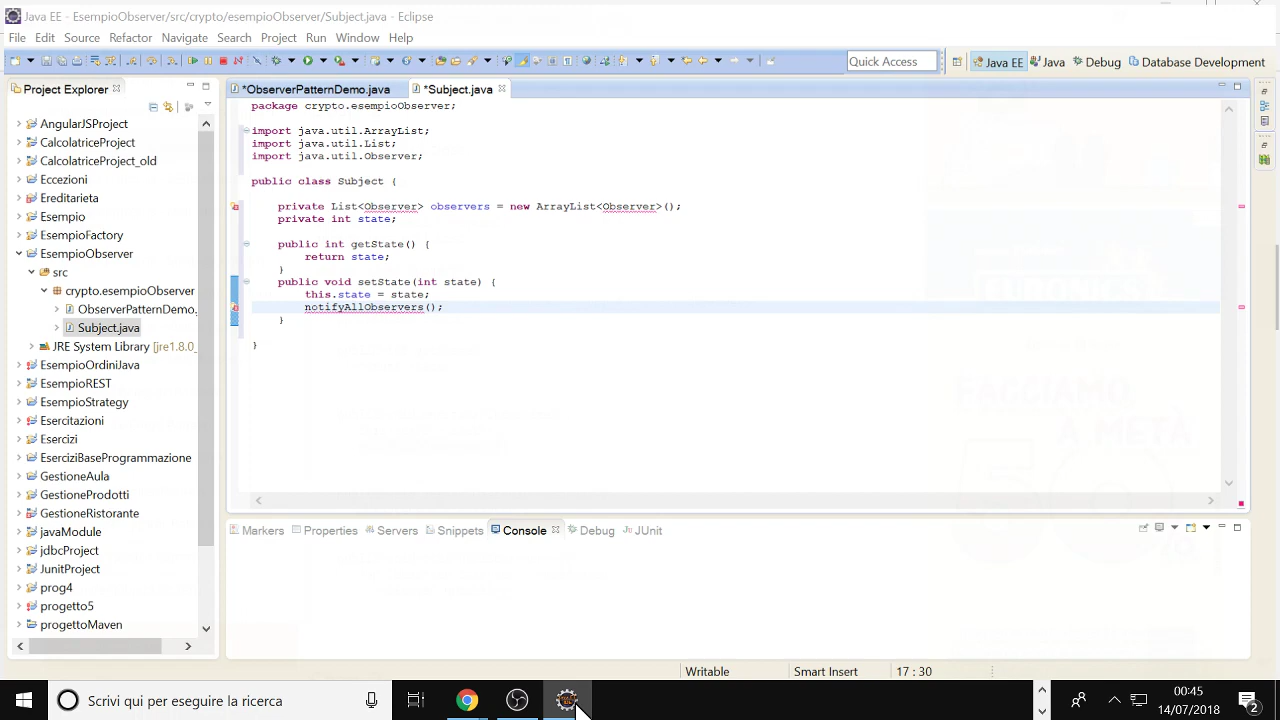 Java EE - EsempioObserver/src/crypto/esempioObserver/Subject.java - Eclipse
File Edit Source Refactor Navigate Search Project Run Window Help
Quick Access
Java EE Java Debug Database Development
Project Explorer
*ObserverPatternDemo.java *Subject.java
package crypto.esempioObserver;
import java.util.ArrayList;
import java.util.List;
import java.util.Observer;
public class Subject {
private List<Observer> observers = new ArrayList<Observer>();
private int state;
public int getState() {
return state;
}
public void setState(int state) {
this.state = state;
notifyAllObservers();
}
}
AngularJSProject
CalcolatriceProject
CalcolatriceProject_old
Eccezioni
Ereditarieta
Esempio
EsempioFactory
EsempioObserver
src
crypto.esempioObserver
ObserverPatternDemo.
Subject.java
JRE System Library [jre1.8.0_
EsempioOrdiniJava
EsempioREST
EsempioStrategy
Esercitazioni
Esercizi
EserciziBaseProgrammazione
GestioneAula
GestioneProdotti
GestioneRistorante
javaModule
jdbcProject
JunitProject
prog4
progetto5
progettoMaven
FACCIAMO
A META
Markers Properties Servers Snippets Console Debug JUnit
Writable Smart Insert 17 : 30
Scrivi qui per eseguire la ricerca
00:45
14/07/2018
2